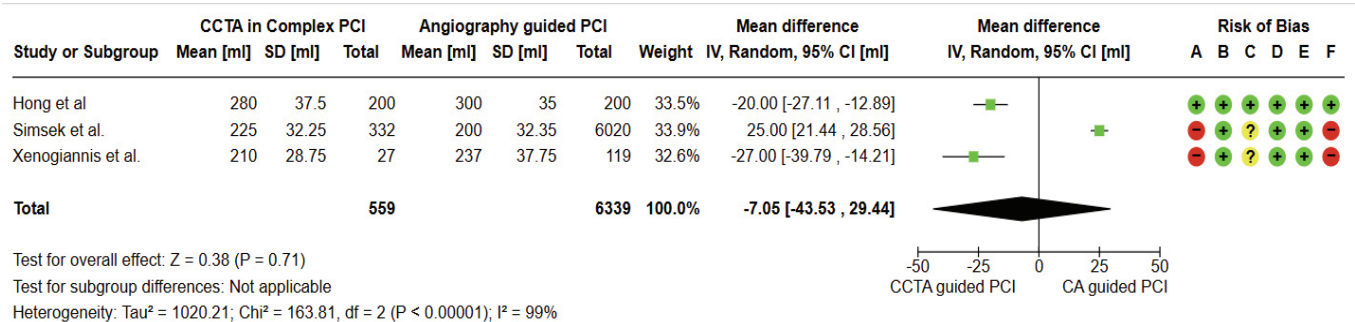 CCTA in Complex PCI Angiography guided PCI Mean difference Mean difference Risk of Bias
Study or Subgroup Mean [ml] SD [ml] Total Mean [ml] SD [ml] Total Weight IV, Random, 95% CI [ml] IV, Random, 95% CI [ml] A B C D E F
Hong et al 280 37.5 200 300 35 200 33.5% -20.00 [-27.11 , -12.89] + + + + + +
Simsek et al. 225 32.25 332 200 32.35 6020 33.9% 25.00 [21.44 , 28.56] − + ? + + −
Xenogiannis et al. 210 28.75 27 237 37.75 119 32.6% -27.00 [-39.79 , -14.21] − + ? + + −
Total 559 6339 100.0% -7.05 [-43.53 , 29.44]
Test for overall effect: Z = 0.38 (P = 0.71)
-50 -25 0 25 50
Test for subgroup differences: Not applicable
CCTA guided PCI CA guided PCI
Heterogeneity: Tau² = 1020.21; Chi² = 163.81, df = 2 (P < 0.00001); I² = 99%